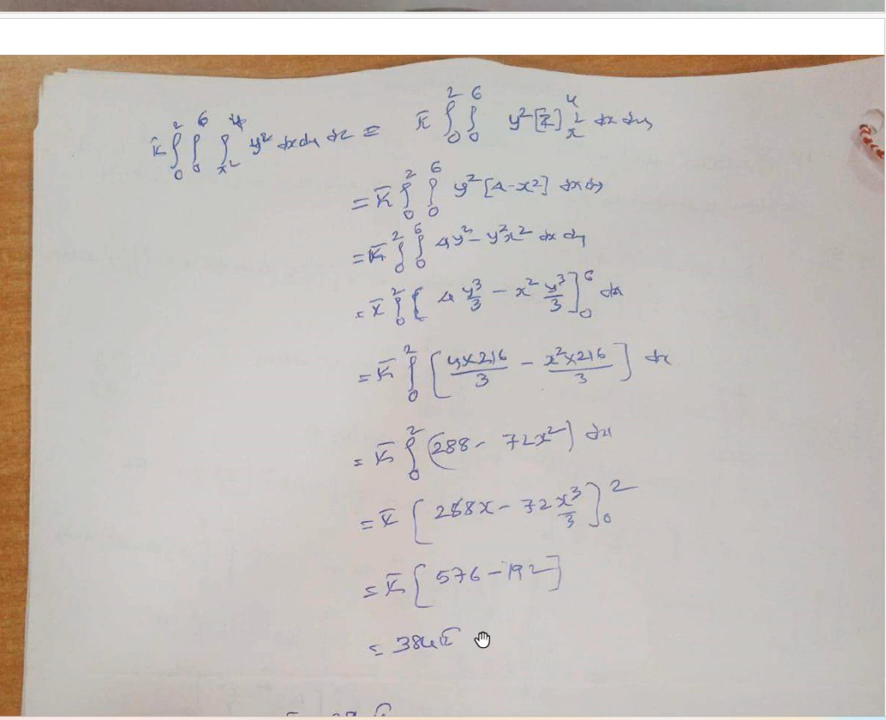 k̄ ∫₀² ∫₀⁶ ∫ₓ²⁴ y² dx dy dz = k̄ ∫₀² ∫₀⁶ y² [z]ₓ²⁴ dx dy
= k̄ ∫₀² ∫₀⁶ y² [4-x²] dx dy
= k̄ ∫₀² ∫₀⁶ 4y² - y²x² dx dy
= k̄ ∫₀² [ 4 y³/3 - x² y³/3 ]₀⁶ dx
= k̄ ∫₀² [ 4×216/3 - x²×216/3 ] dx
= k̄ ∫₀² (288 - 72x²) dx
= k̄ [ 288x - 72 x³/3 ]₀²
= k̄ [ 576 - 192 ]
= 384 k̄